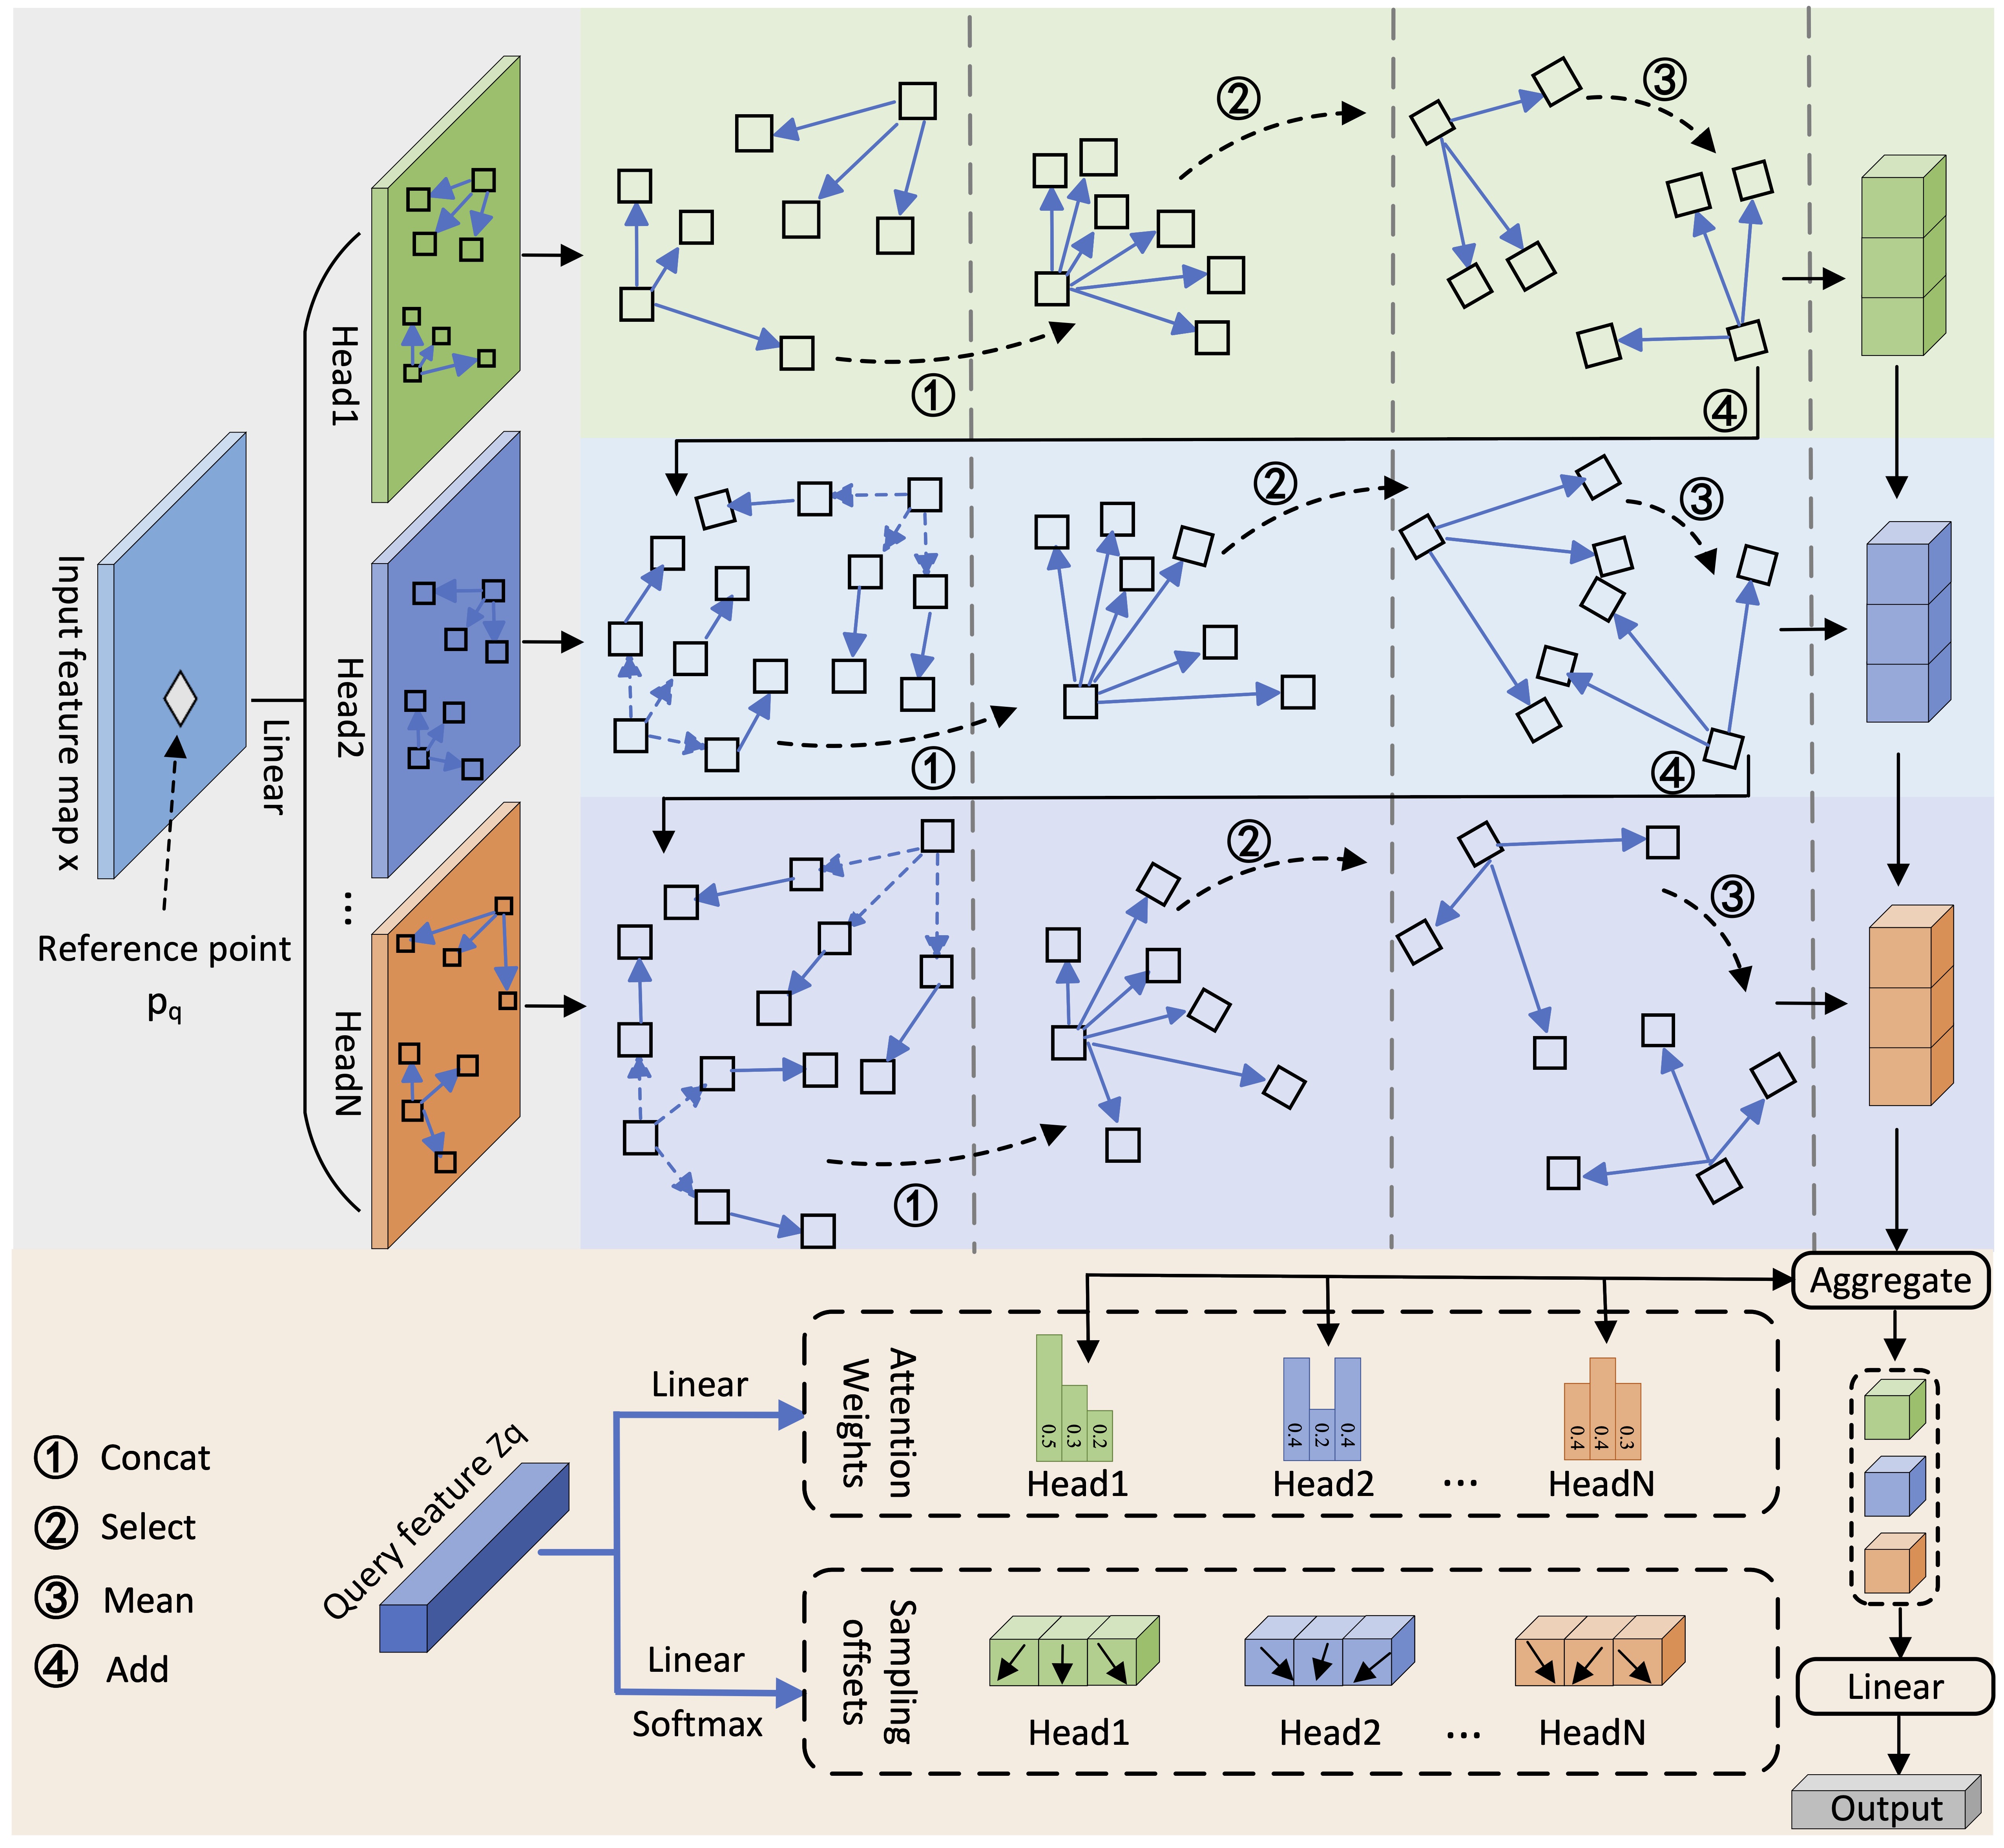 ②
③
①
④
Head1
②
③
①
④
Head2
Input feature map x
Linear
...
②
③
①
HeadN
Reference point
pq
Aggregate
Attention
Weights
Linear
0.5 0.3 0.2
0.4 0.2 0.4
0.4 0.4 0.3
Head1 Head2 ... HeadN
① Concat
② Select
③ Mean
④ Add
Query feature Zq
Sampling
offsets
Linear
Softmax
Head1 Head2 ... HeadN
Linear
Output